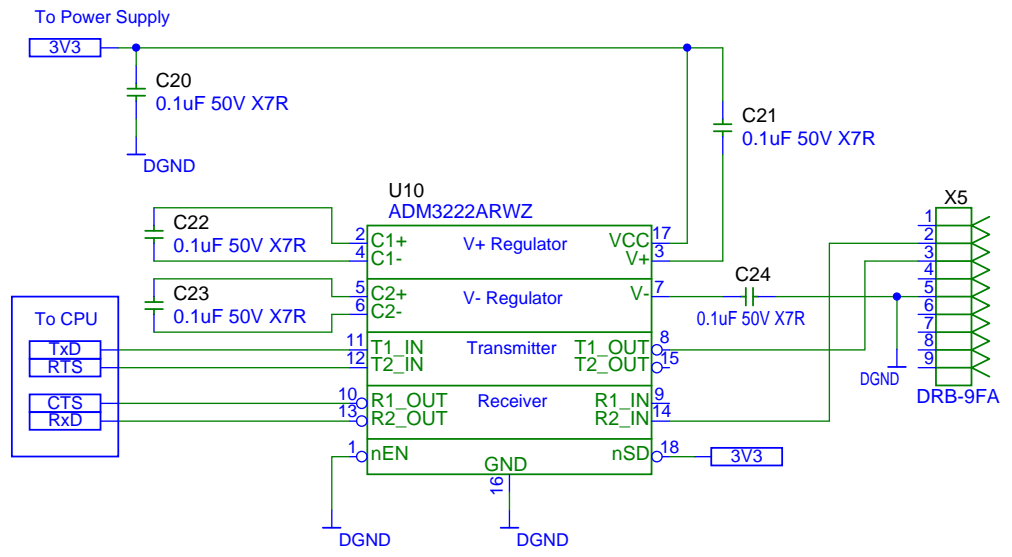 To Power Supply
3V3
C20
0.1uF 50V X7R
DGND
C21
0.1uF 50V X7R
U10
ADM3222ARWZ
X5
C22
0.1uF 50V X7R
2 C1+ V+ Regulator VCC 17
4 C1- V+ 3
C23
0.1uF 50V X7R
5 C2+ V- Regulator V- 7
6 C2-
C24
0.1uF 50V X7R
1
2
3
4
5
6
7
8
9
DGND
DRB-9FA
To CPU
TxD 11 T1_IN Transmitter T1_OUT 8
RTS 12 T2_IN T2_OUT 15
CTS 10 R1_OUT Receiver R1_IN 9
RxD 13 R2_OUT R2_IN 14
1 nEN nSD 18 3V3
GND
16
DGND
DGND